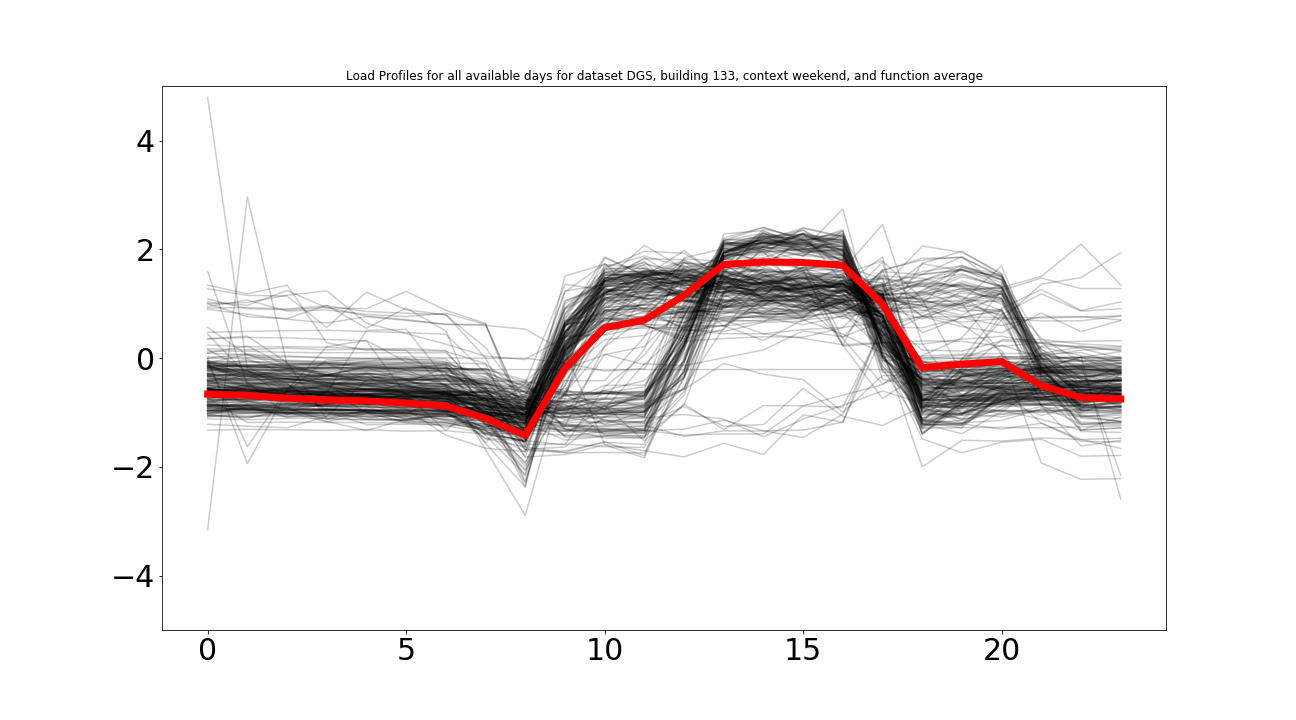 Load Profiles for all available days for dataset DGS, building 133, context weekend, and function average
4
2
0
−2
−4
0 5 10 15 20